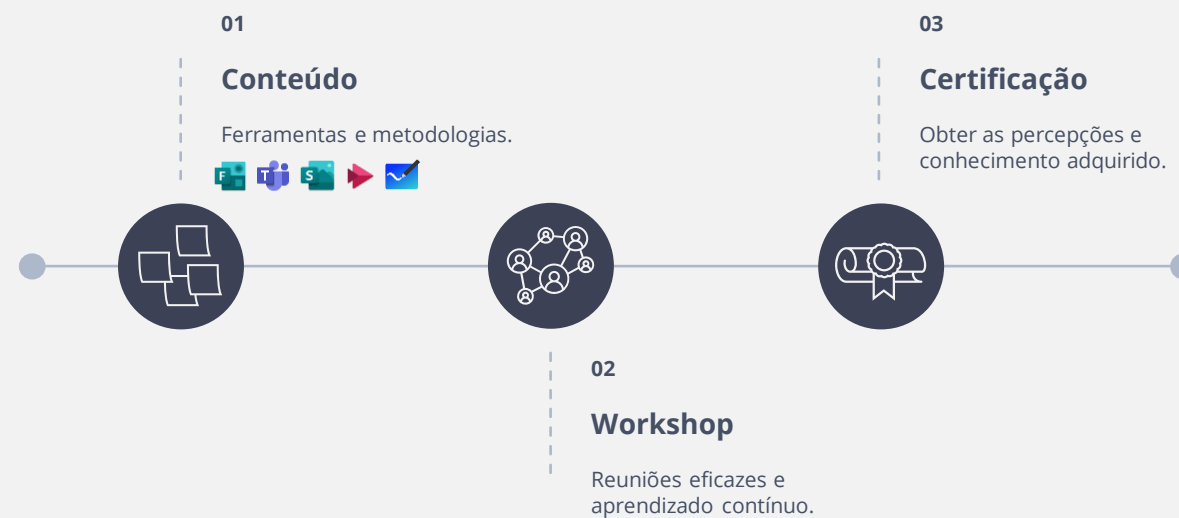 01
Conteúdo
Ferramentas e metodologias.
F T S
02
Workshop
Reuniões eficazes e
aprendizado contínuo.
03
Certificação
Obter as percepções e
conhecimento adquirido.